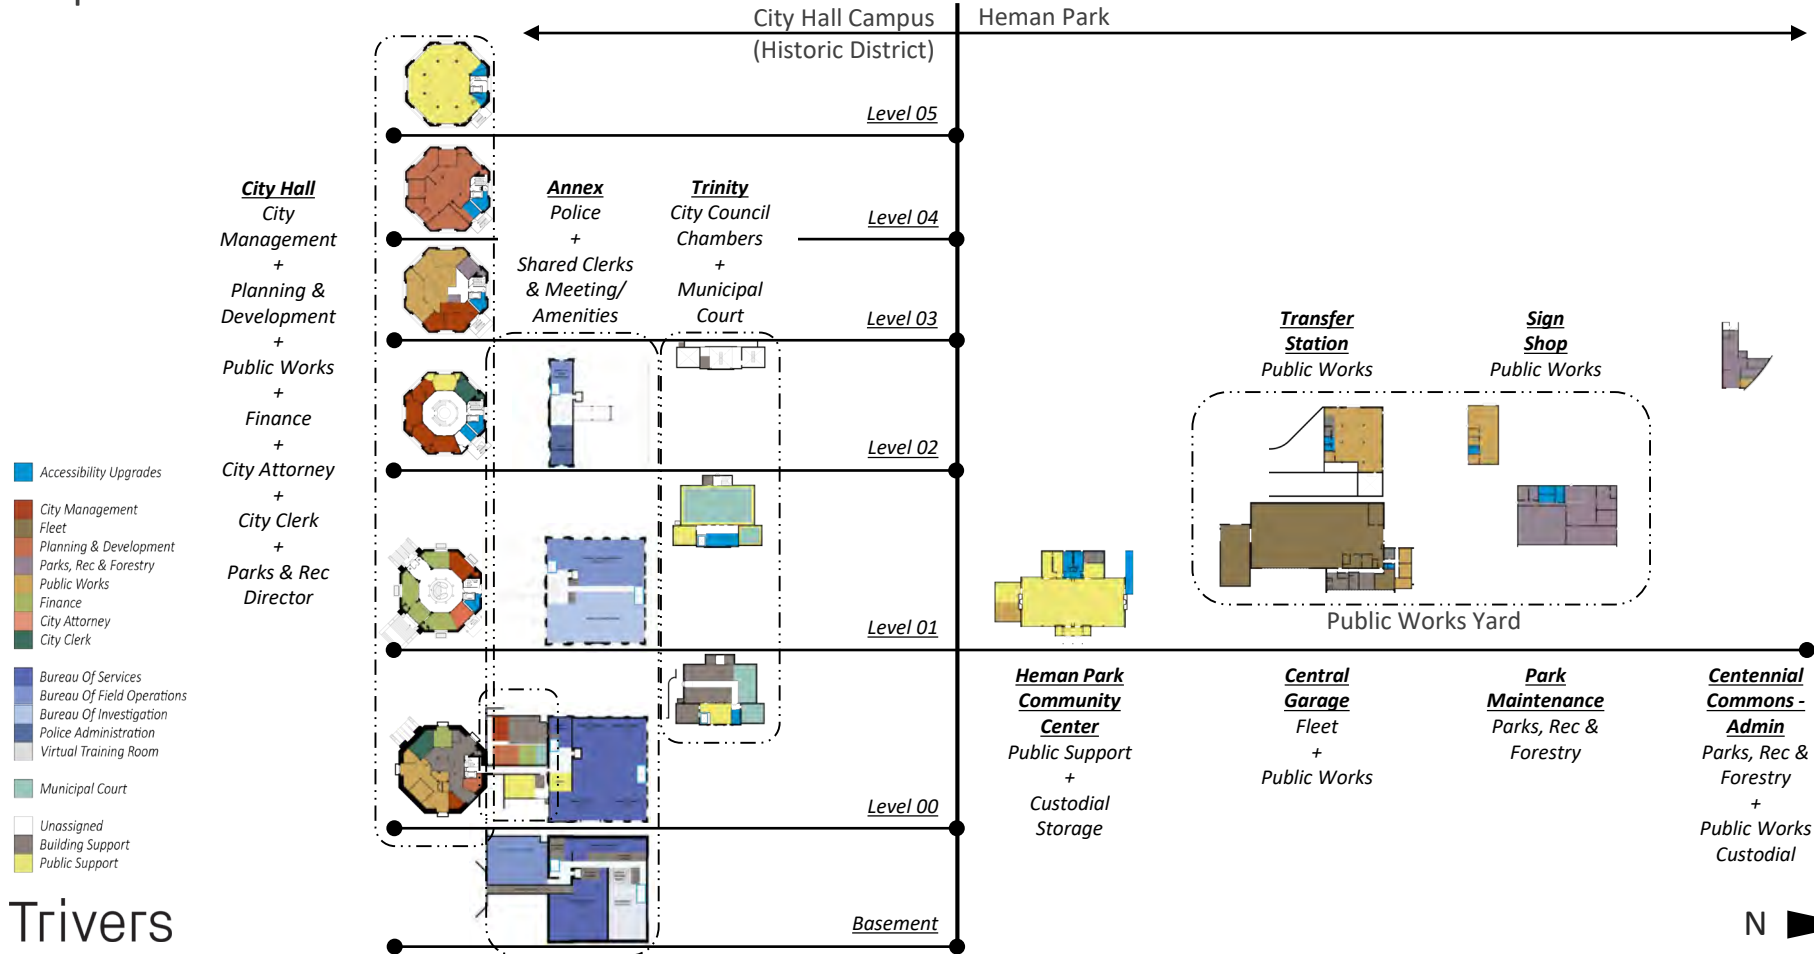 City Hall Campus
(Historic District)
Heman Park
Level 05
Level 04
Level 03
Level 02
Level 01
Level 00
Basement
City Hall
City
Management
+
Planning &
Development
+
Public Works
+
Finance
+
City Attorney
+
City Clerk
+
Parks & Rec
Director
Annex
Police
+
Shared Clerks
& Meeting/
Amenities
Trinity
City Council
Chambers
+
Municipal
Court
Transfer
Station
Public Works
Sign
Shop
Public Works
Public Works Yard
Heman Park
Community
Center
Public Support
+
Custodial
Storage
Central
Garage
Fleet
+
Public Works
Park
Maintenance
Parks, Rec &
Forestry
Centennial
Commons -
Admin
Parks, Rec &
Forestry
+
Public Works
Custodial
Accessibility Upgrades
City Management
Fleet
Planning & Development
Parks, Rec & Forestry
Public Works
Finance
City Attorney
City Clerk
Bureau Of Services
Bureau Of Field Operations
Bureau Of Investigation
Police Administration
Virtual Training Room
Municipal Court
Unassigned
Building Support
Public Support
Trivers
N